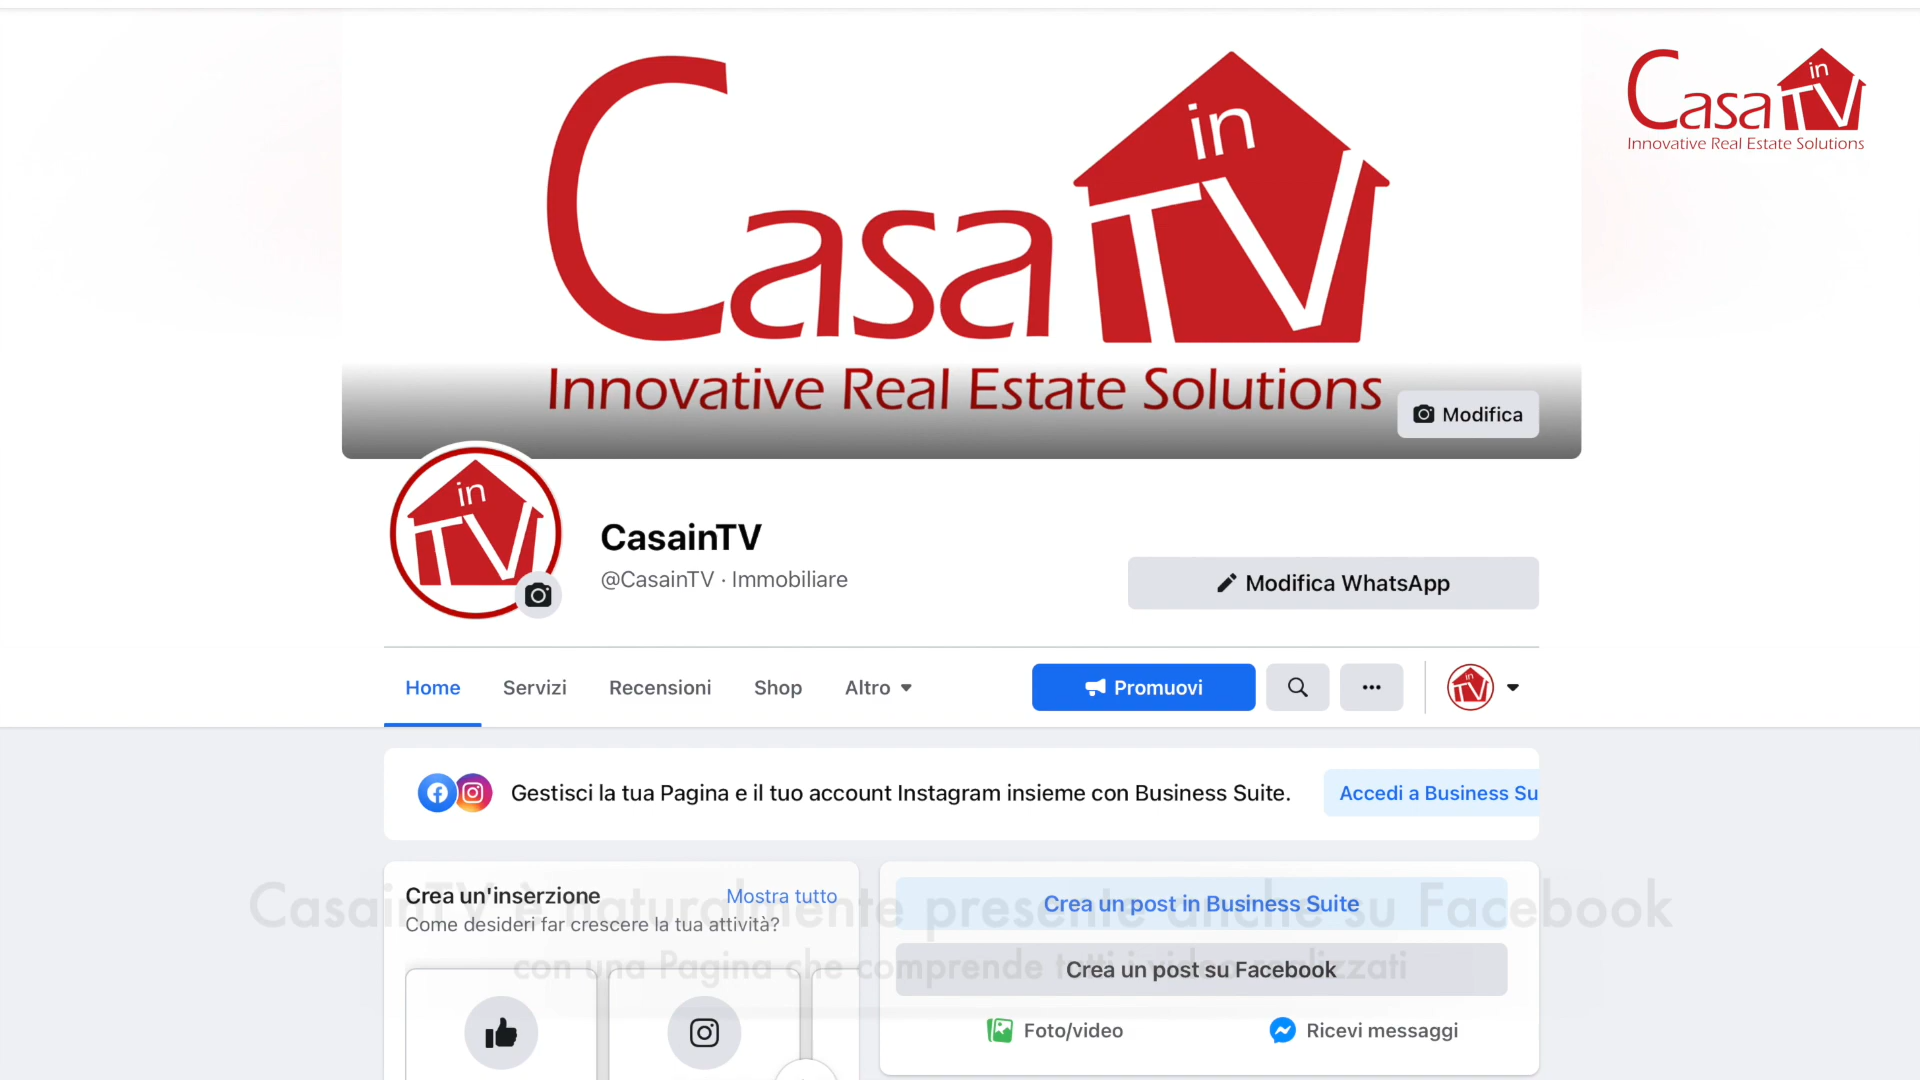 Casa in TV
Innovative Real Estate Solutions
Casa in TV
Innovative Real Estate Solutions
Modifica
in TV
CasainTV
@CasainTV · Immobiliare
Modifica WhatsApp
Home Servizi Recensioni Shop Altro
Promuovi
in TV
Gestisci la tua Pagina e il tuo account Instagram insieme con Business Suite.
Accedi a Business Su
Crea un'inserzione
Mostra tutto
Come desideri far crescere la tua attività?
Crea un post in Business Suite
Crea un post su Facebook
Foto/video
Ricevi messaggi
CasainTV è naturalmente presente anche su Facebook
con una Pagina che comprende tutti i video realizzati